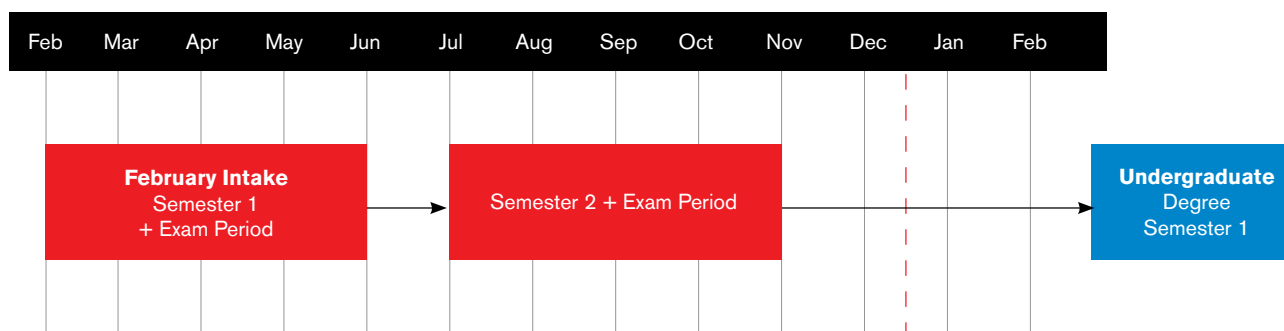 Feb Mar Apr May Jun Jul Aug Sep Oct Nov Dec Jan Feb
February Intake
Semester 1
+ Exam Period
Semester 2 + Exam Period
Undergraduate
Degree
Semester 1